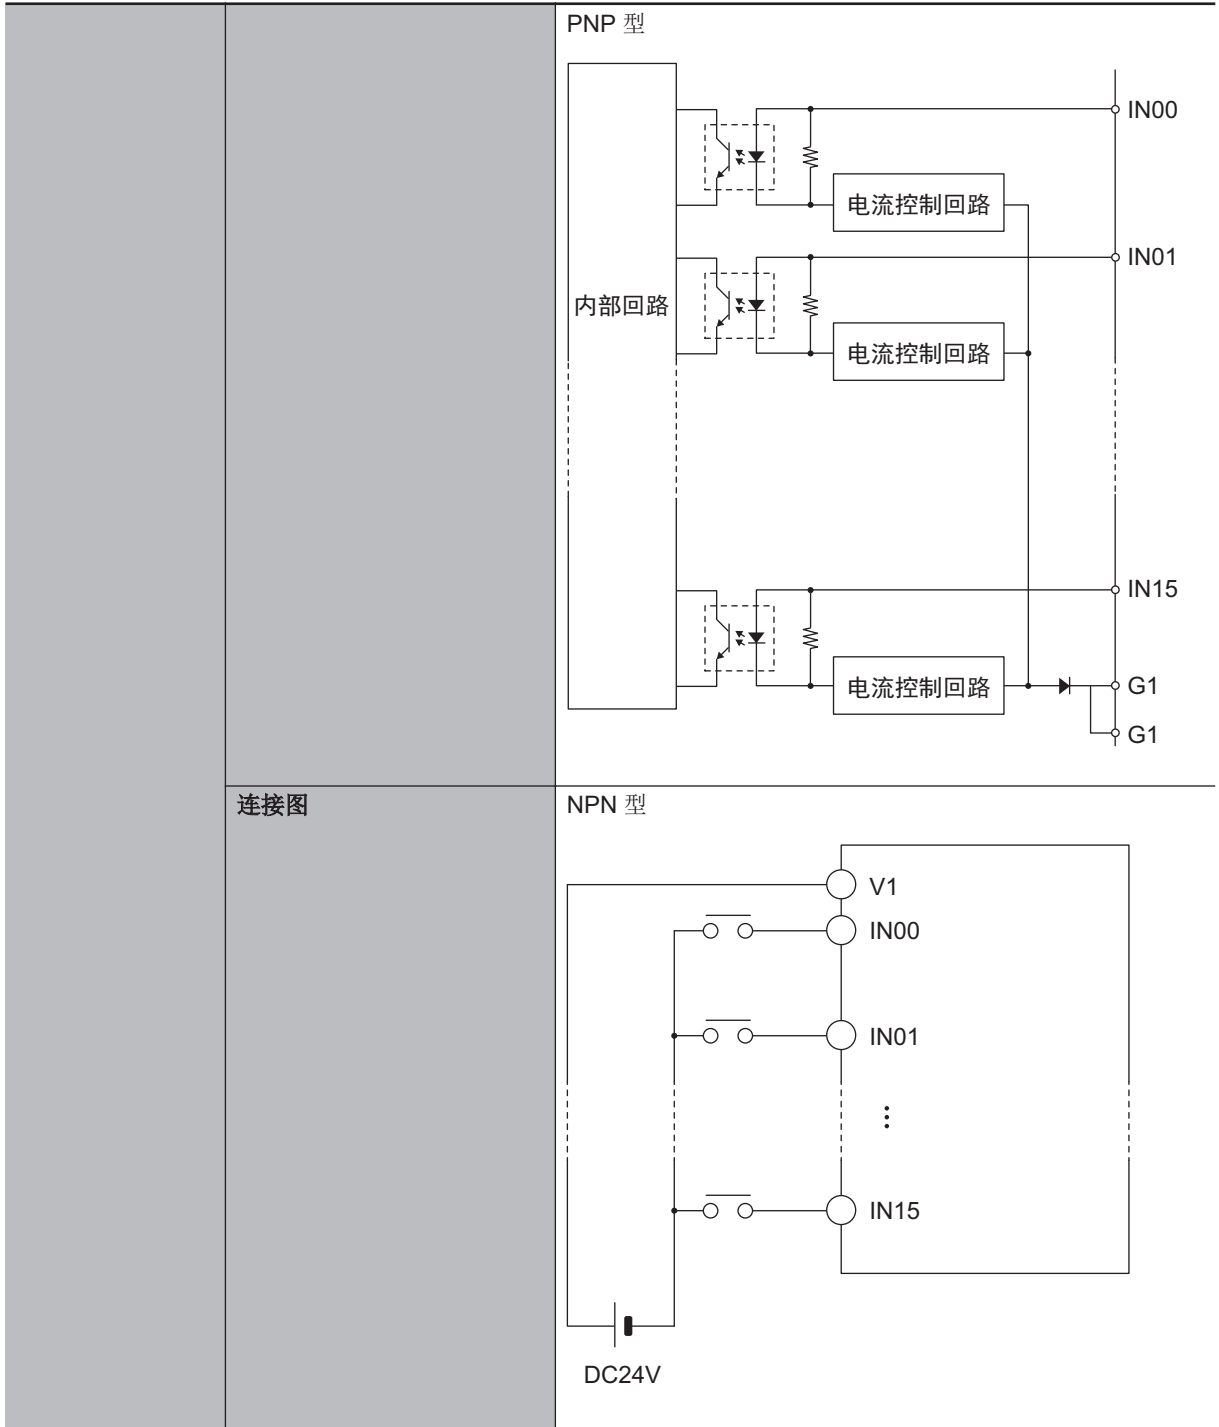 PNP 型
IN00
电流控制回路
IN01
内部回路
电流控制回路
IN15
电流控制回路
G1
G1
连接图
NPN 型
V1
IN00
IN01
⋮
IN15
DC24V